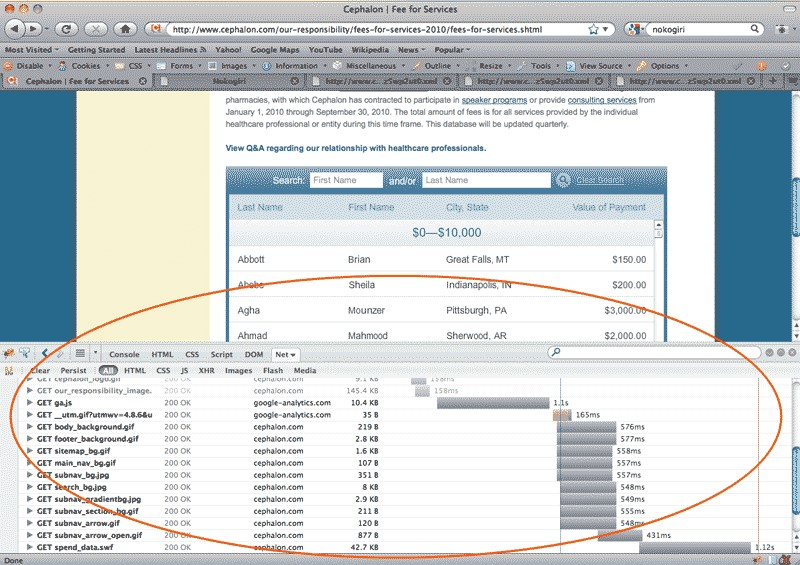 Cephalon | Fee for Services
http://www.cephalon.com/our-responsibility/fees-for-services-2010/fees-for-services.shtml
nokogiri
Most Visited Getting Started Latest Headlines Yahoo! Google Maps YouTube Wikipedia News Popular
Disable Cookies CSS Forms Images Information Miscellaneous Outline Resize Tools View Source Options
Cephalon | Fee for Services Nokogiri
pharmacies, with which Cephalon has contracted to participate in speaker programs or provide consulting services from
January 1, 2010 through September 30, 2010. The total amount of fees is for all services provided by the individual
healthcare professional or entity during this time frame. This database will be updated quarterly.
View Q&A regarding our relationship with healthcare professionals.
Search: First Name and/or Last Name Clear Search
Last Name First Name City, State Value of Payment
$0—$10,000
Abbott Brian Great Falls, MT $150.00
Ababs Sheila Indianapolis, IN $200.00
Agha Mounzer Pittsburgh, PA $3,000.00
Ahmad Mahmood Sherwood, AR $2,000.00
Console HTML CSS Script DOM Net
Clear Persist All HTML CSS JS XHR Images Flash Media
GET cephalon_logo.gif 200 OK cephalon.com 9.1 KB 158ms
GET our_responsibility_image. 200 OK cephalon.com 145.4 KB 158ms
GET ga.js 200 OK google-analytics.com 10.4 KB 1.1s
GET __utm.gif?utmwv=4.8.6&u 200 OK google-analytics.com 35 B 165ms
GET body_background.gif 200 OK cephalon.com 219 B 576ms
GET footer_background.gif 200 OK cephalon.com 2.8 KB 577ms
GET sitemap_bg.gif 200 OK cephalon.com 1.6 KB 558ms
GET main_nav_bg.gif 200 OK cephalon.com 107 B 557ms
GET subnav_bg.jpg 200 OK cephalon.com 351 B 557ms
GET search_bg.jpg 200 OK cephalon.com 8 KB 548ms
GET subnav_gradientbg.jpg 200 OK cephalon.com 2.9 KB 549ms
GET subnav_section_bg.gif 200 OK cephalon.com 211 B 555ms
GET subnav_arrow.gif 200 OK cephalon.com 120 B 548ms
GET subnav_arrow_open.gif 200 OK cephalon.com 877 B 431ms
GET spend_data.swf 200 OK cephalon.com 42.7 KB 1.12s
Done